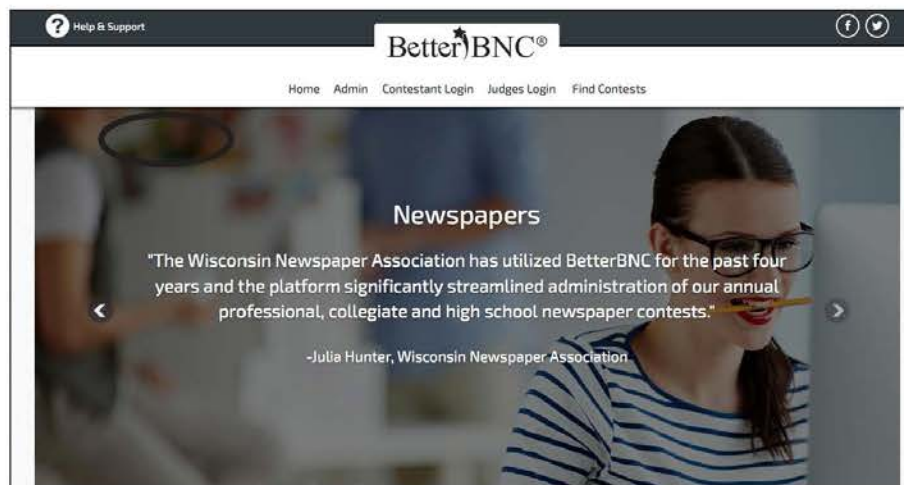 Help & Support
Better BNC®
Home Admin Contestant Login Judges Login Find Contests
Newspapers
"The Wisconsin Newspaper Association has utilized BetterBNC for the past four
years and the platform significantly streamlined administration of our annual
professional, collegiate and high school newspaper contests."
-Julia Hunter, Wisconsin Newspaper Association